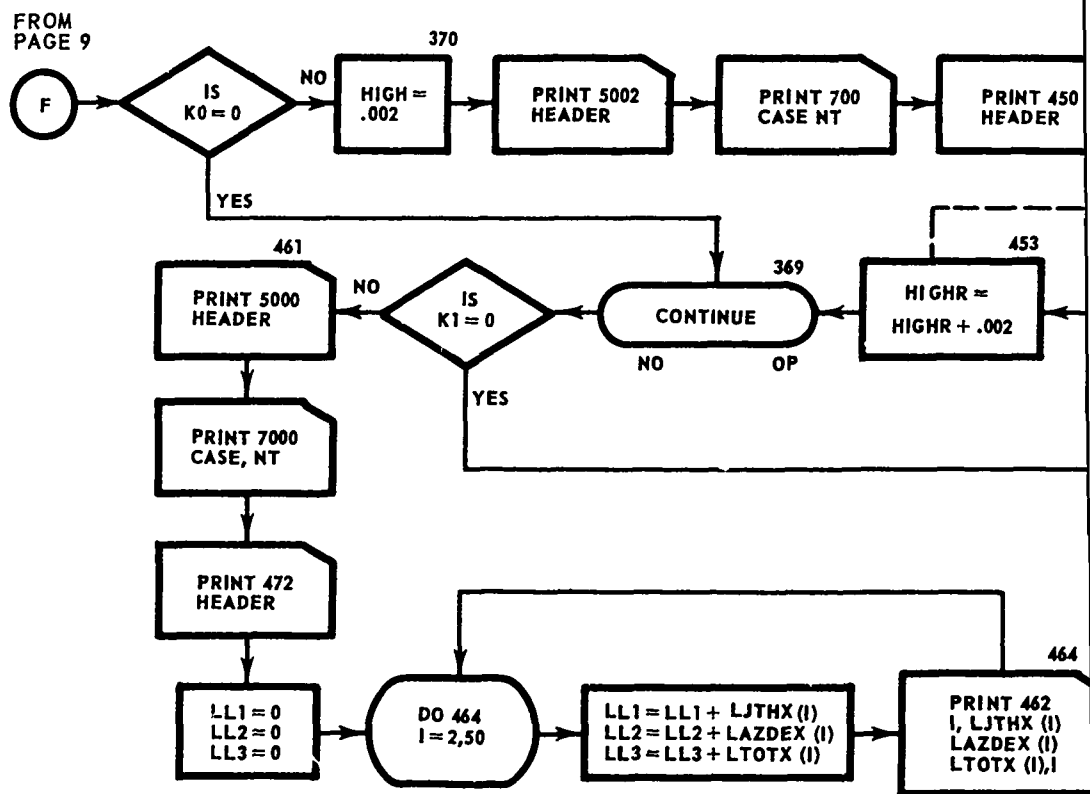 FROM
PAGE 9
F
IS
K0 = 0
NO
370
HIGH =
.002
PRINT 5002
HEADER
PRINT 700
CASE NT
PRINT 450
HEADER
YES
453
HIGHR =
HIGHR + .002
369
CONTINUE
NO OP
IS
K1 = 0
NO
YES
461
PRINT 5000
HEADER
PRINT 7000
CASE, NT
PRINT 472
HEADER
LL1 = 0
LL2 = 0
LL3 = 0
DO 464
I = 2,50
LL1 = LL1 + LJTHX (I)
LL2 = LL2 + LAZDEX (I)
LL3 = LL3 + LTOTX (I)
464
PRINT 462
I, LJTHX (I)
LAZDEX (I)
LTOTX (I),I